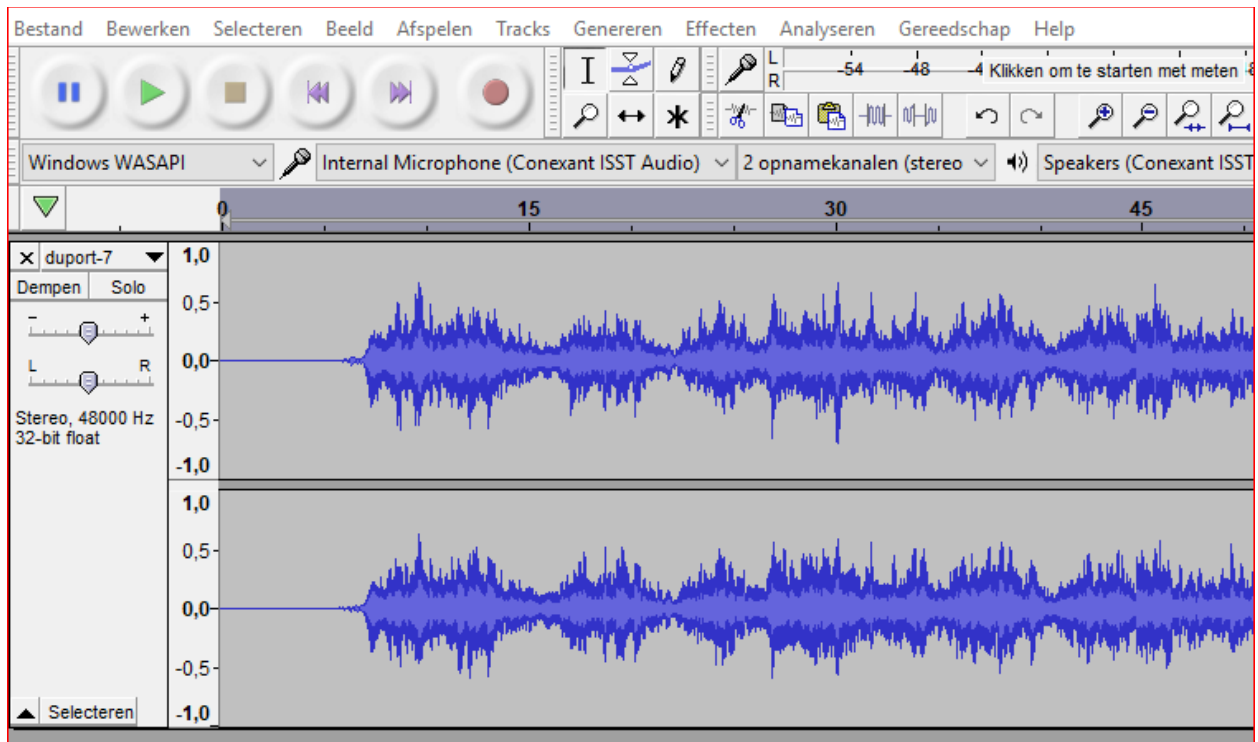 Bestand Bewerken Selecteren Beeld Afspelen Tracks Genereren Effecten Analyseren Gereedschap Help
L
R
-54 -48 -4 Klikken om te starten met meten
Windows WASAPI Internal Microphone (Conexant ISST Audio) 2 opnamekanalen (stereo Speakers (Conexant ISST
0 15 30 45
duport-7
Dempen Solo
- +
L R
Stereo, 48000 Hz
32-bit float
Selecteren
1,0
0,5
0,0
-0,5
-1,0
1,0
0,5
0,0
-0,5
-1,0